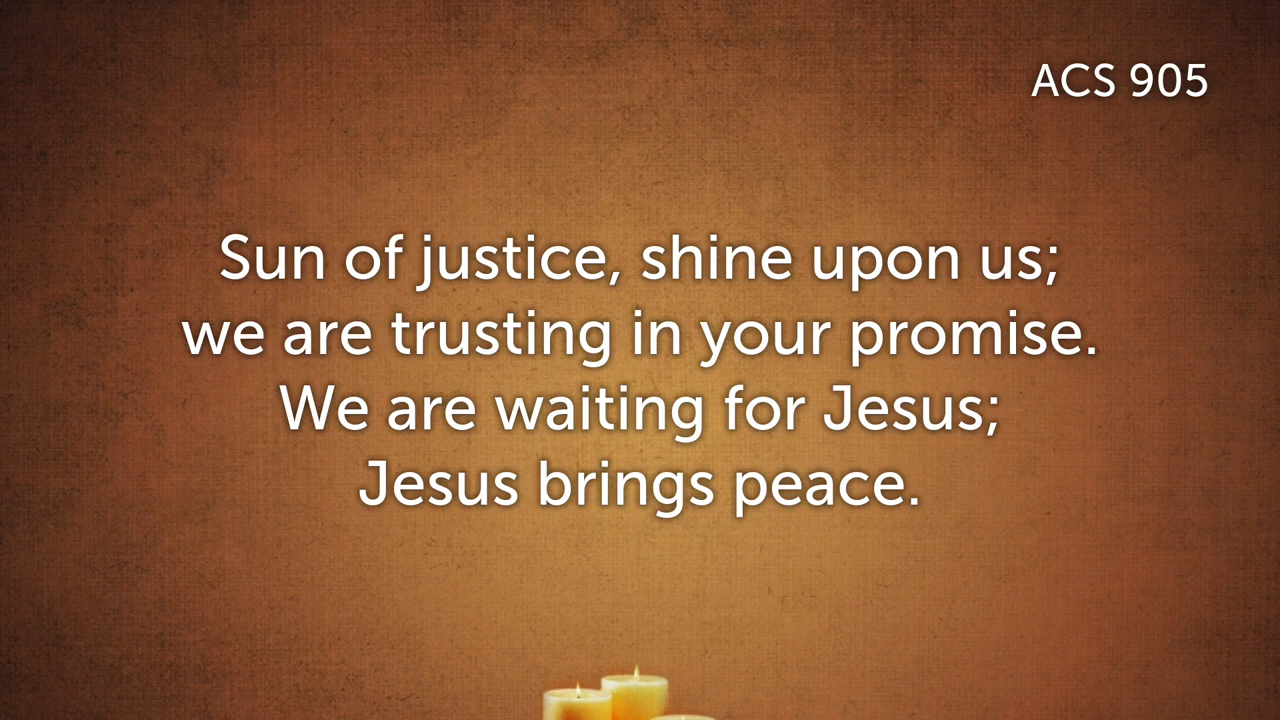 ACS 905
Sun of justice, shine upon us;
we are trusting in your promise.
We are waiting for Jesus;
Jesus brings peace.